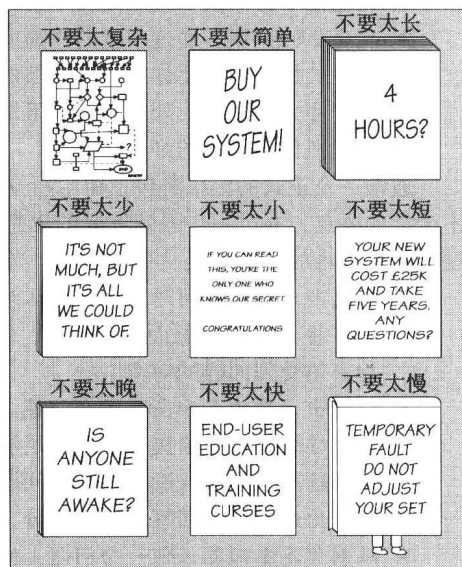 不要太复杂
?
END
不要太简单
BUY
OUR
SYSTEM!
不要太长
4
HOURS?
不要太少
IT'S NOT
MUCH, BUT
IT'S ALL
WE COULD
THINK OF.
不要太小
IF YOU CAN READ
THIS, YOU'RE THE
ONLY ONE WHO
KNOWS OUR SECRET
CONGRATULATIONS
不要太短
YOUR NEW
SYSTEM WILL
COST £25K
AND TAKE
FIVE YEARS.
ANY
QUESTIONS?
不要太晚
IS
ANYONE
STILL
AWAKE?
不要太快
END-USER
EDUCATION
AND
TRAINING
CURSES
不要太慢
TEMPORARY
FAULT
DO NOT
ADJUST
YOUR SET